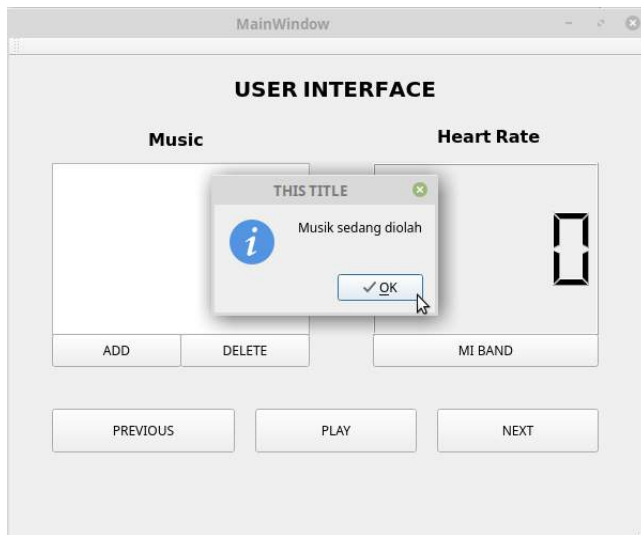 MainWindow
USER INTERFACE
Music
Heart Rate
THIS TITLE
i
Musik sedang diolah
OK
0
ADD
DELETE
MI BAND
PREVIOUS
PLAY
NEXT